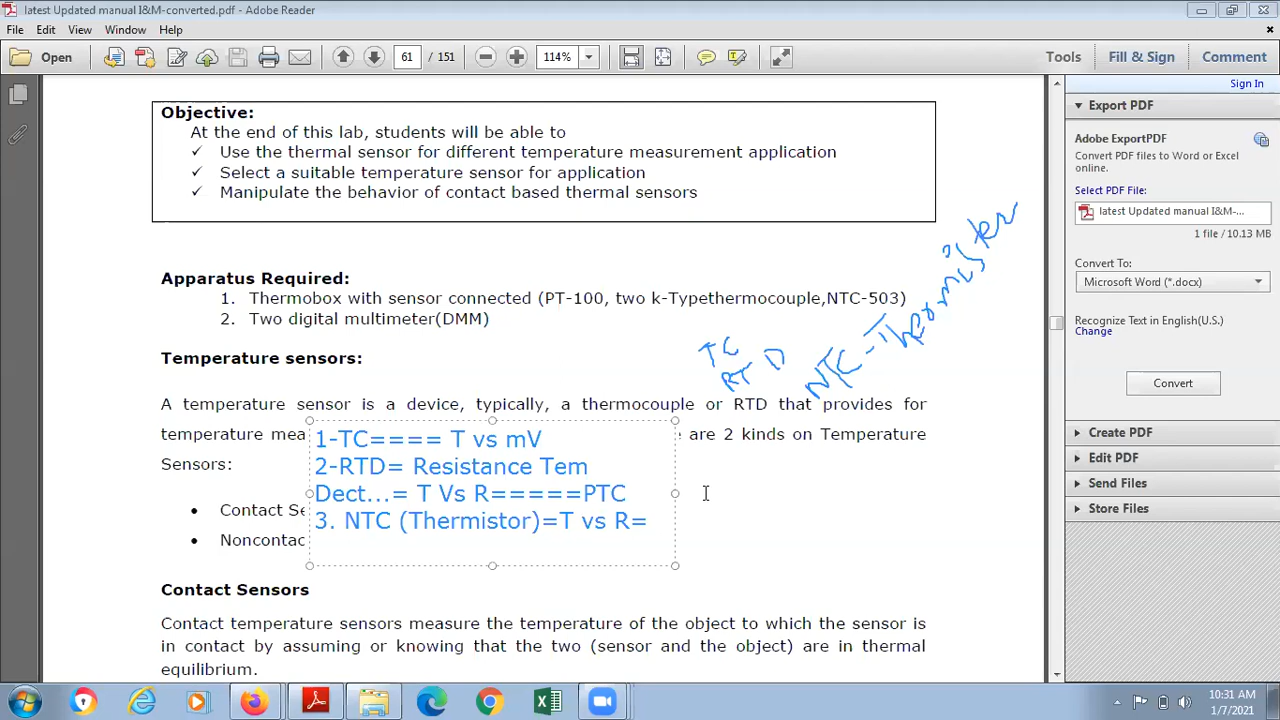 latest Updated manual I&M-converted.pdf - Adobe Reader
File Edit View Window Help
Open 61 / 151 114% Tools Fill & Sign Comment
Sign In
Objective:
At the end of this lab, students will be able to
✓ Use the thermal sensor for different temperature measurement application
✓ Select a suitable temperature sensor for application
✓ Manipulate the behavior of contact based thermal sensors
Apparatus Required:
1. Thermobox with sensor connected (PT-100, two k-Typethermocouple,NTC-503)
2. Two digital multimeter(DMM)
Temperature sensors:
TC
RTD
NTC-Thermister
A temperature sensor is a device, typically, a thermocouple or RTD that provides for
temperature mea are 2 kinds on Temperature
Sensors:
• Contact Se
• Noncontac
1-TC==== T vs mV
2-RTD= Resistance Tem
Dect...= T Vs R=====PTC
3. NTC (Thermistor)=T vs R=
Contact Sensors
Contact temperature sensors measure the temperature of the object to which the sensor is
in contact by assuming or knowing that the two (sensor and the object) are in thermal
equilibrium.
Export PDF
Adobe ExportPDF
Convert PDF files to Word or Excel
online.
Select PDF File:
latest Updated manual I&M-...
1 file / 10.13 MB
Convert To:
Microsoft Word (*.docx)
Recognize Text in English(U.S.)
Change
Convert
Create PDF
Edit PDF
Send Files
Store Files
10:31 AM
1/7/2021